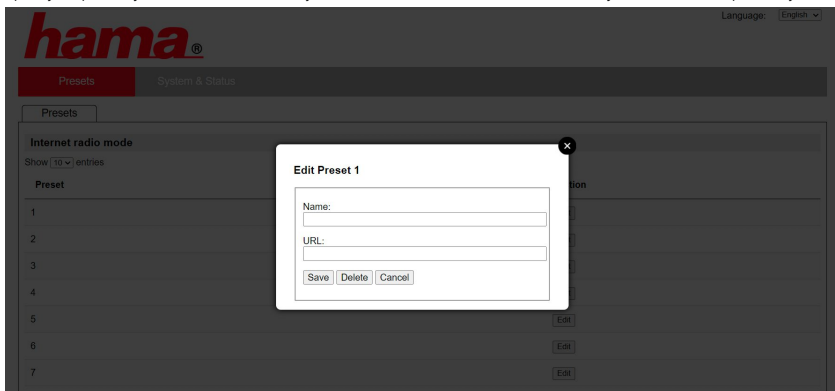 Language: English
hama®
Presets System & Status
Presets
Internet radio mode
Show 10 entries
Preset
1
2
3
4
5 Edit
6 Edit
7 Edit
Edit Preset 1
Name:
URL:
Save Delete Cancel